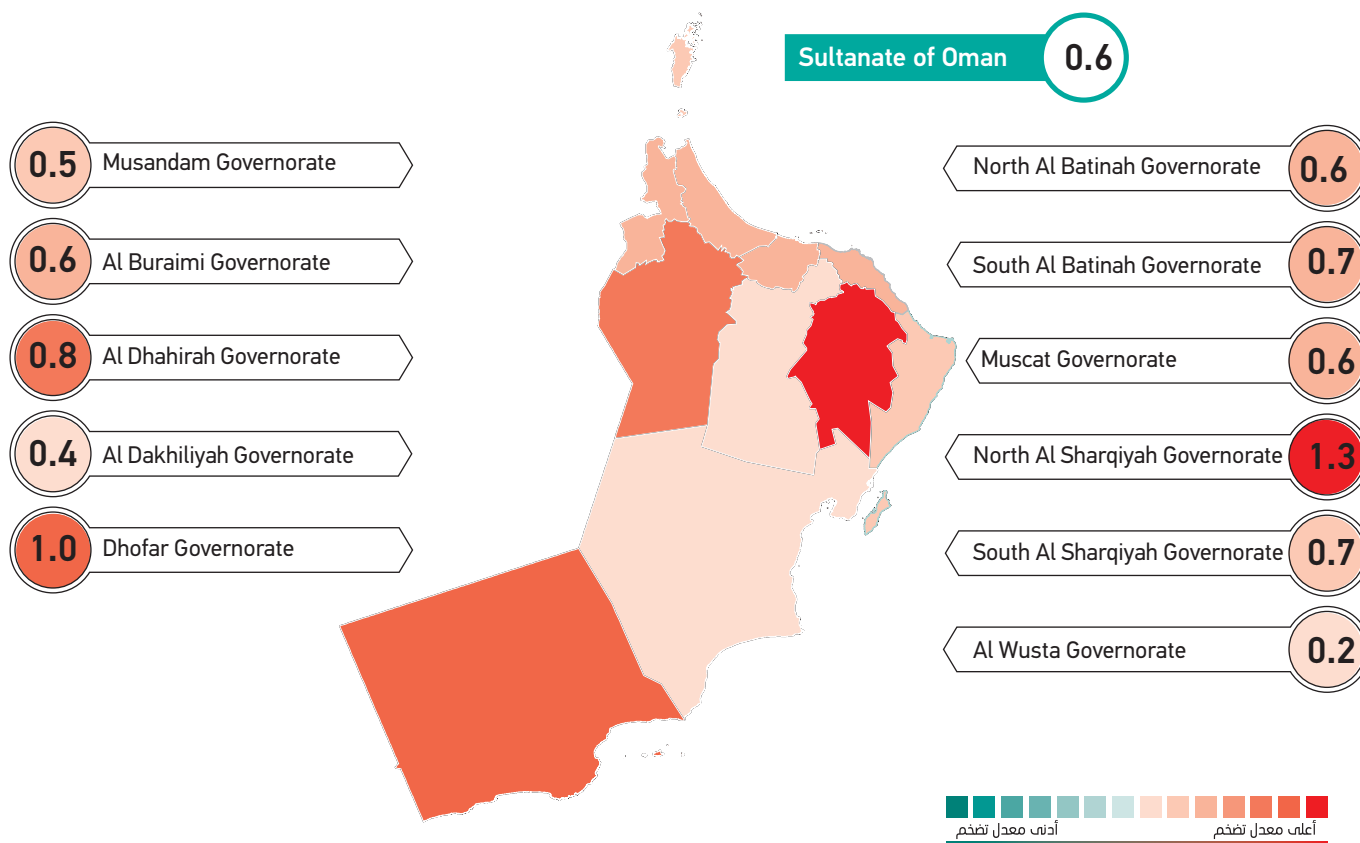 Sultanate of Oman 0.6
0.5 Musandam Governorate
0.6 Al Buraimi Governorate
0.8 Al Dhahirah Governorate
0.4 Al Dakhiliyah Governorate
1.0 Dhofar Governorate
North Al Batinah Governorate 0.6
South Al Batinah Governorate 0.7
Muscat Governorate 0.6
North Al Sharqiyah Governorate 1.3
South Al Sharqiyah Governorate 0.7
Al Wusta Governorate 0.2
أعلى معدل تضخم
أدنى معدل تضخم